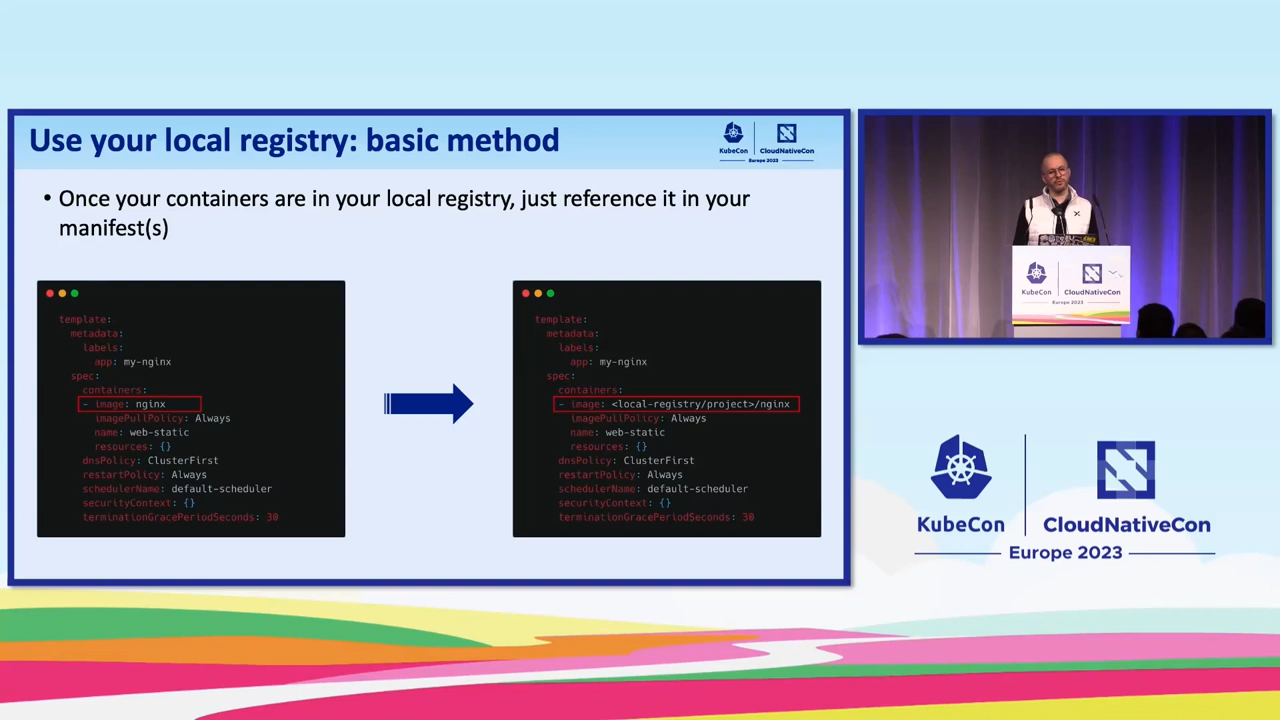 Use your local registry: basic method
KubeCon
CloudNativeCon
Europe 2023
• Once your containers are in your local registry, just reference it in your
manifest(s)
template:
metadata:
labels:
app: my-nginx
spec:
containers:
- image: nginx
imagePullPolicy: Always
name: web-static
resources: {}
dnsPolicy: ClusterFirst
restartPolicy: Always
schedulerName: default-scheduler
securityContext: {}
terminationGracePeriodSeconds: 30
template:
metadata:
labels:
app: my-nginx
spec:
containers:
- image: <local-registry/project>/nginx
imagePullPolicy: Always
name: web-static
resources: {}
dnsPolicy: ClusterFirst
restartPolicy: Always
schedulerName: default-scheduler
securityContext: {}
terminationGracePeriodSeconds: 30
KubeCon
CloudNativeCon
Europe 2023
KubeCon
CloudNativeCon
Europe 2023